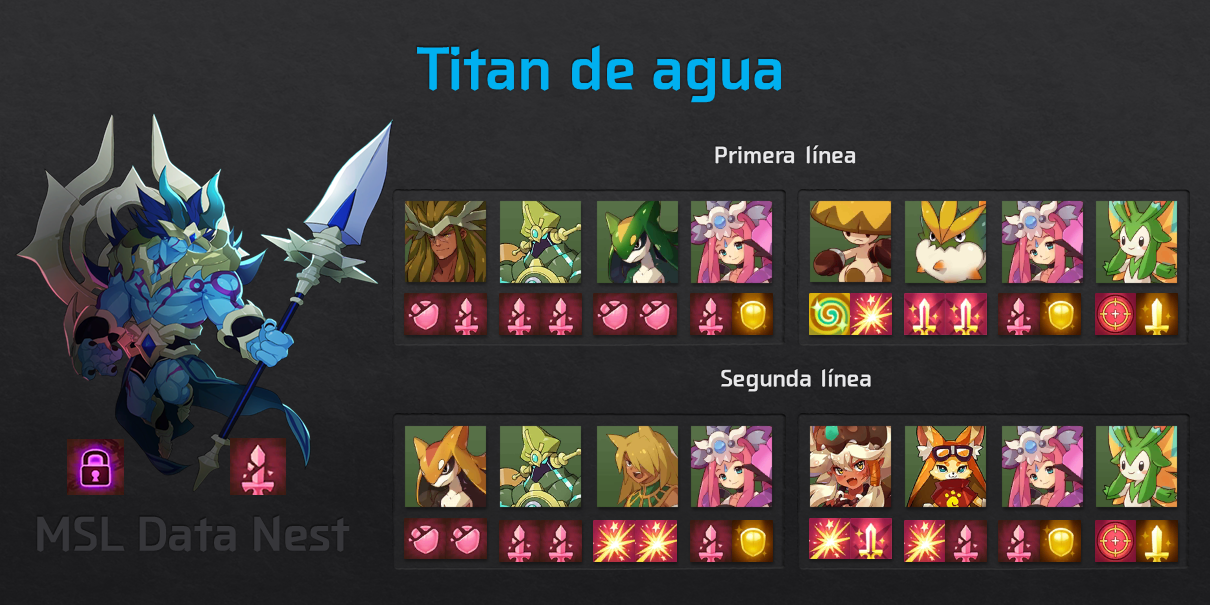 Titan de agua
Primera línea
Segunda línea
MSL Data Nest